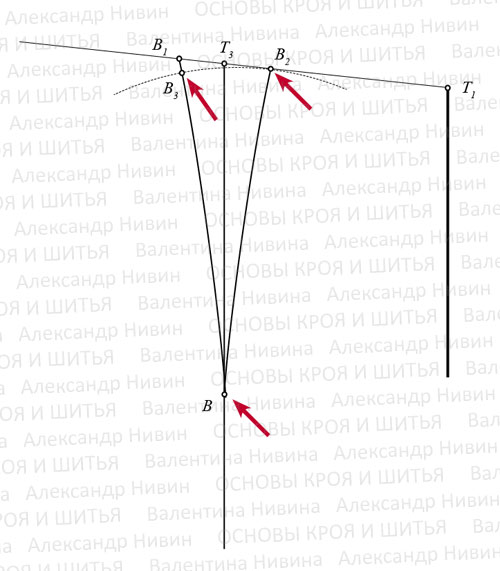 B₁
T₃
B₂
B₃
T₁
B
ОСНОВЫ КРОЯ И ШИТЬЯ Валентина Нивина Александр Нивин